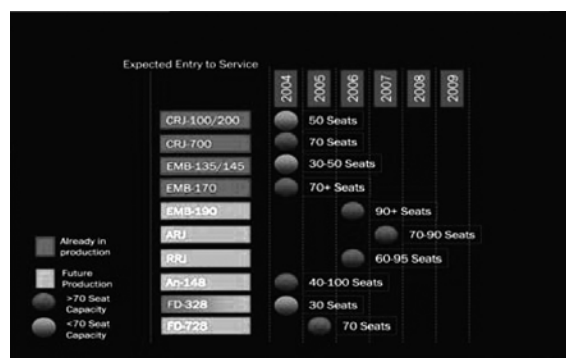 Expected Entry to Service
2004
2005
2006
2007
2008
2009
CRJ-100/200
50 Seats
CRJ-700
70 Seats
EMB-135/145
30-50 Seats
EMB-170
70+ Seats
EMB-190
90+ Seats
ARJ
70-90 Seats
RRJ
60-95 Seats
An-148
40-100 Seats
FD-328
30 Seats
FD-728
70 Seats
Already in
production
Future
Production
>70 Seat
Capacity
<70 Seat
Capacity